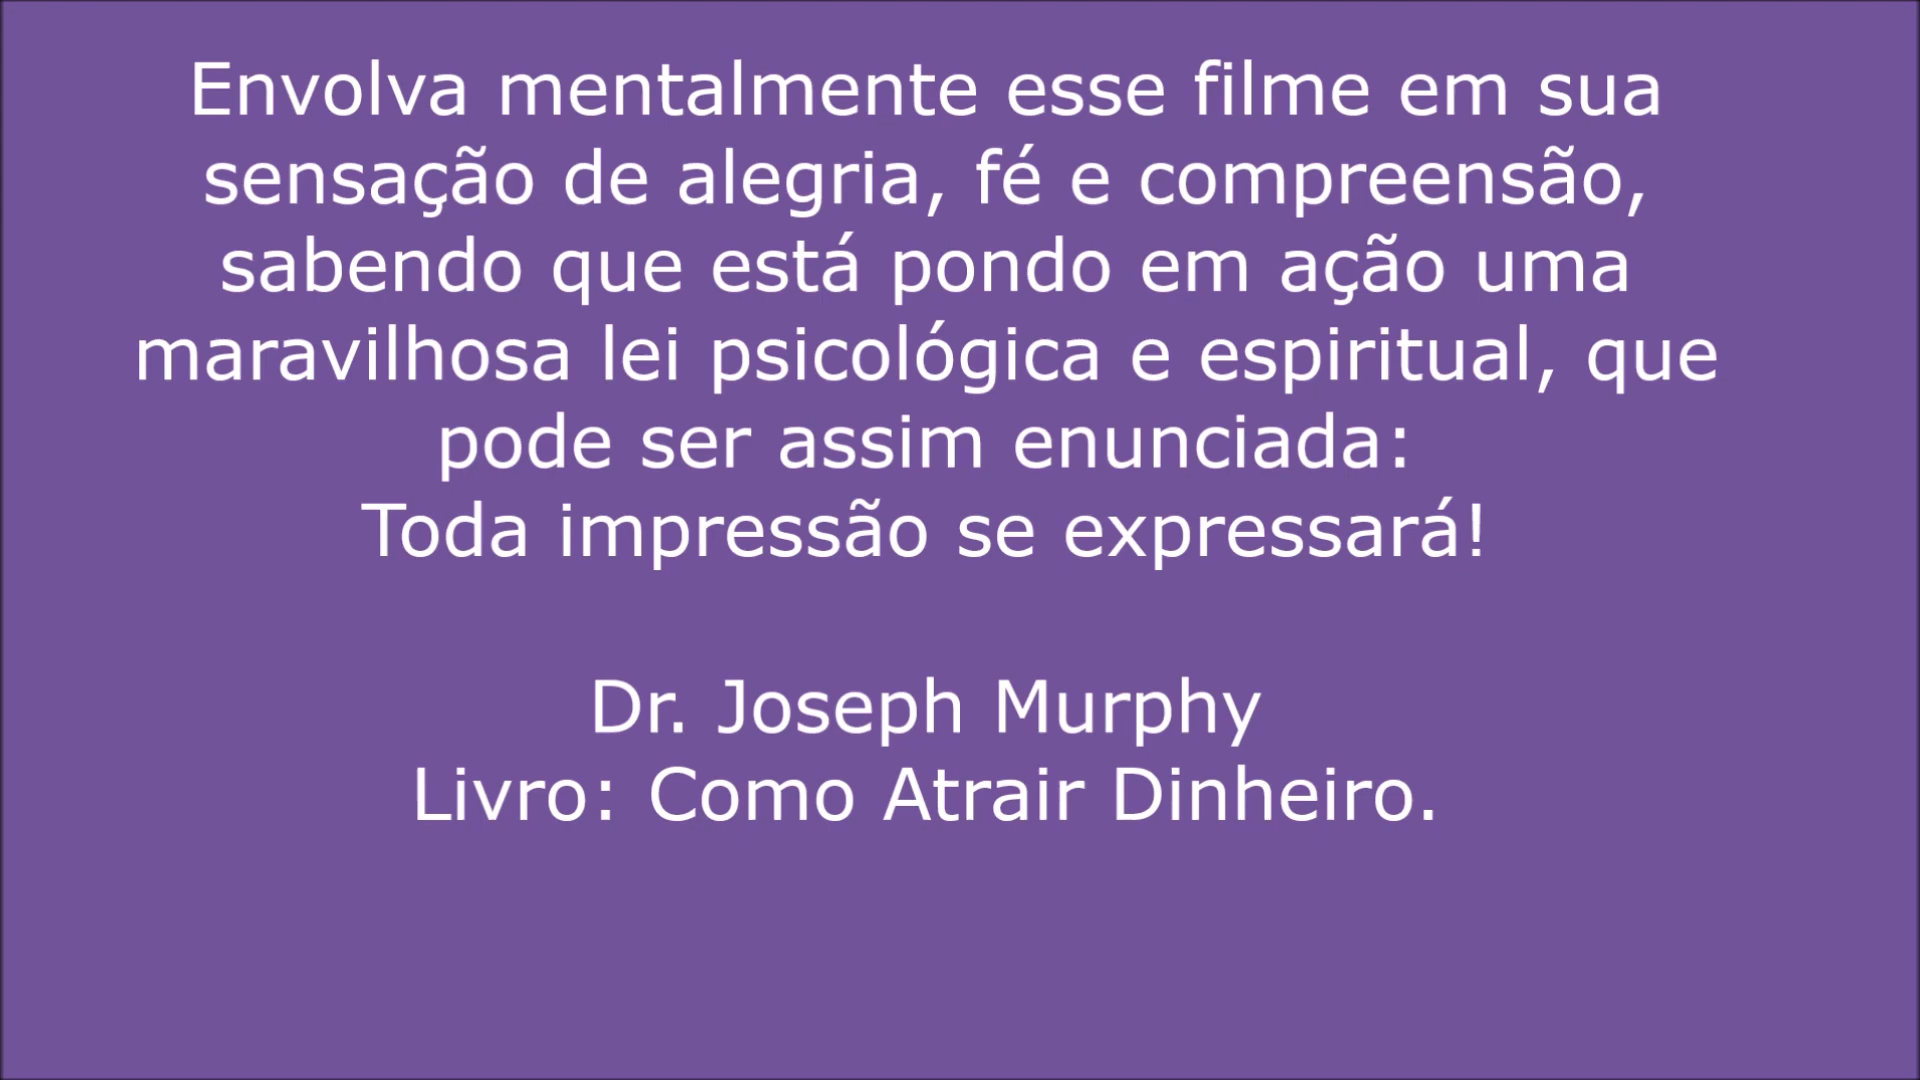 Envolva mentalmente esse filme em sua
sensação de alegria, fé e compreensão,
sabendo que está pondo em ação uma
maravilhosa lei psicológica e espiritual, que
pode ser assim enunciada:
Toda impressão se expressará!
Dr. Joseph Murphy
Livro: Como Atrair Dinheiro.